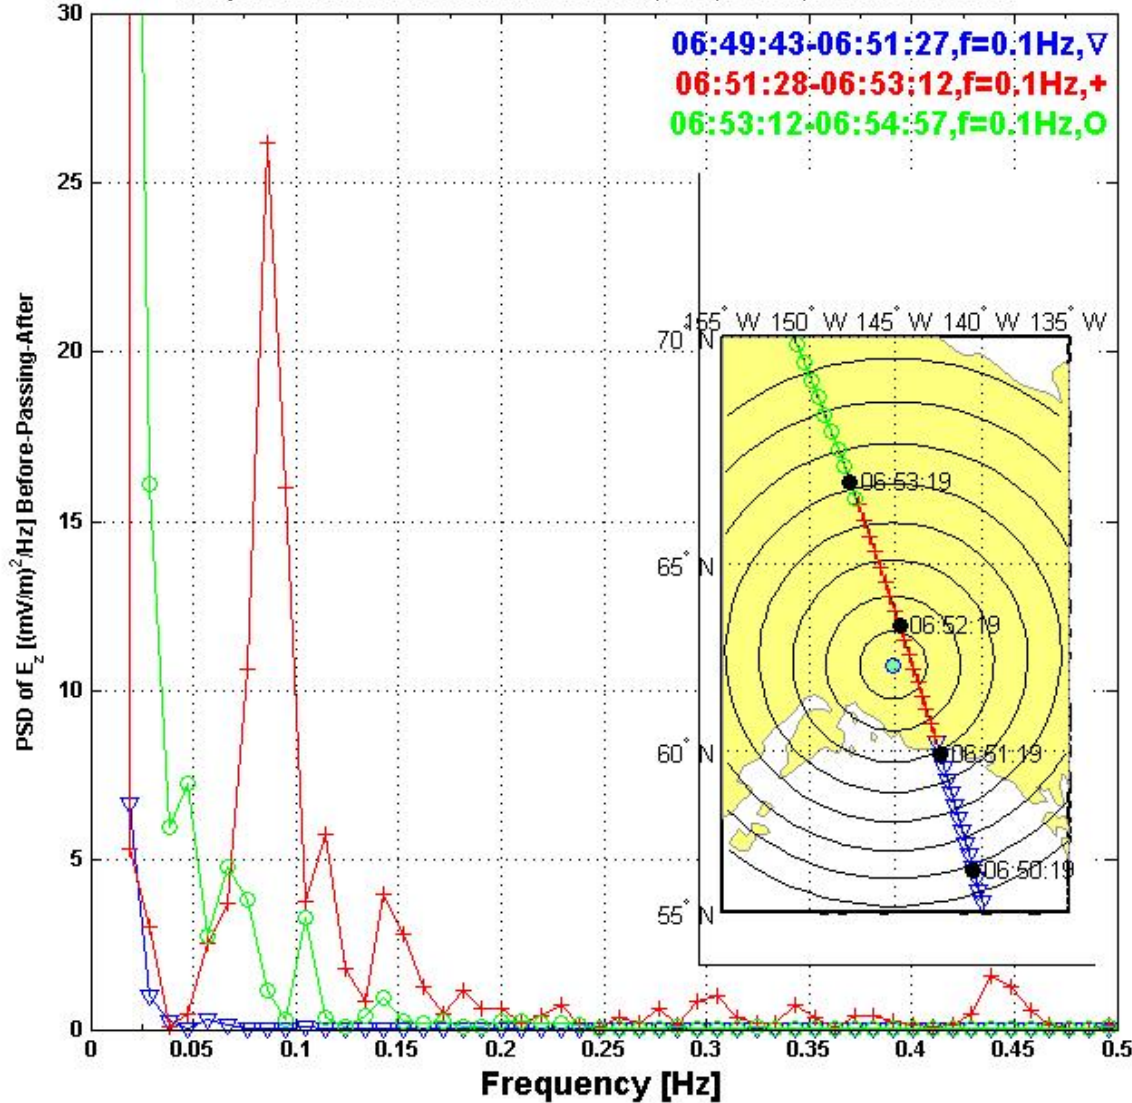 30
25
20
15
10
5
0
PSD of E_z [(mV/m)^2/Hz] Before-Passing-After
06:49:43-06:51:27,f=0.1Hz,▽
06:51:28-06:53:12,f=0.1Hz,+
06:53:12-06:54:57,f=0.1Hz,O
155° W 150° W 145° W 140° W 135° W
70° N
65° N
60° N
55° N
06:53:19
06:52:19
06:51:19
06:50:19
0 0.05 0.1 0.15 0.2 0.25 0.3 0.35 0.4 0.45 0.5
Frequency [Hz]